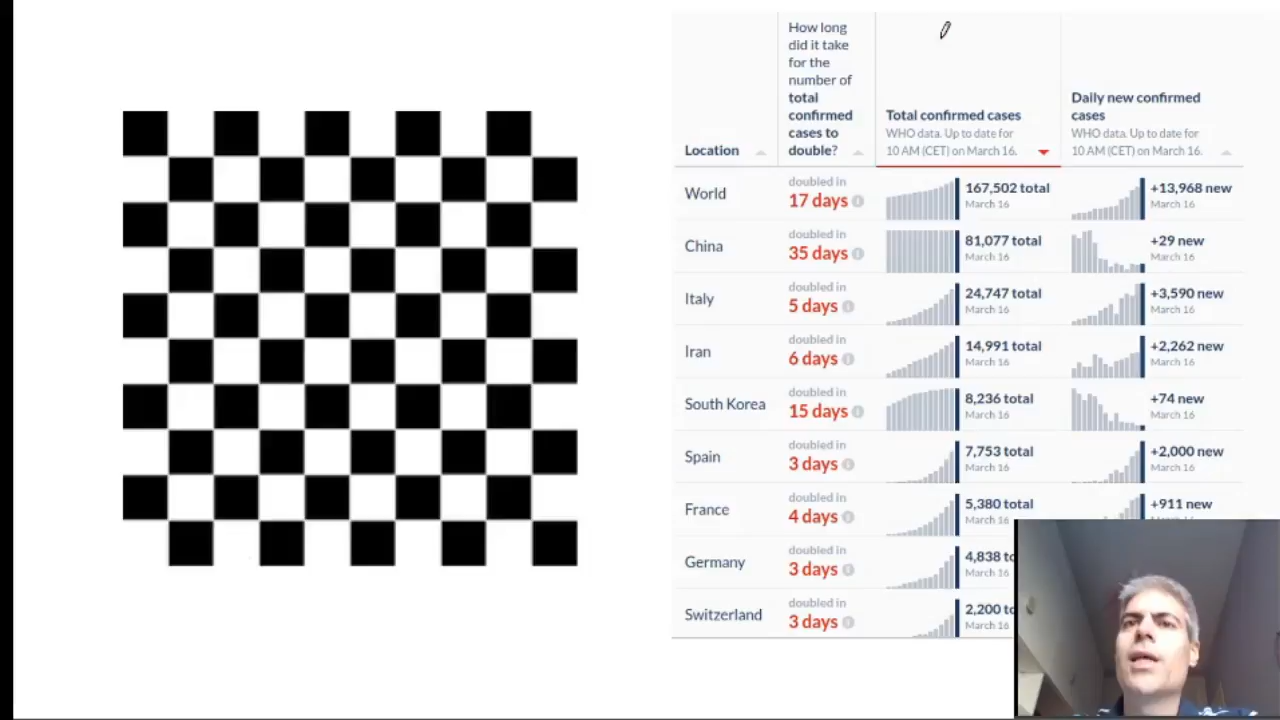 How long
did it take
for the
number of
total
confirmed
cases to
double?
Location
Total confirmed cases
WHO data. Up to date for
10 AM (CET) on March 16.
Daily new confirmed
cases
WHO data. Up to date for
10 AM (CET) on March 16.
World
doubled in
17 days
167,502 total
March 16
+13,968 new
March 16
China
doubled in
35 days
81,077 total
March 16
+29 new
March 16
Italy
doubled in
5 days
24,747 total
March 16
+3,590 new
March 16
Iran
doubled in
6 days
14,991 total
March 16
+2,262 new
March 16
South Korea
doubled in
15 days
8,236 total
March 16
+74 new
March 16
Spain
doubled in
3 days
7,753 total
March 16
+2,000 new
March 16
France
doubled in
4 days
5,380 total
March 16
+911 new
Germany
doubled in
3 days
4,838
March 16
Switzerland
doubled in
3 days
2,200
March 16